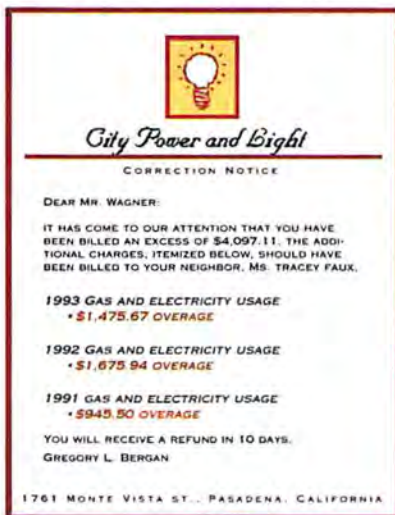 City Power and Light
CORRECTION NOTICE
DEAR MR. WAGNER:
IT HAS COME TO OUR ATTENTION THAT YOU HAVE
BEEN BILLED AN EXCESS OF $4,097.11. THE ADDI-
TIONAL CHARGES, ITEMIZED BELOW, SHOULD HAVE
BEEN BILLED TO YOUR NEIGHBOR, MS. TRACEY FAUX.
1993 GAS AND ELECTRICITY USAGE
• $1,475.67 OVERAGE
1992 GAS AND ELECTRICITY USAGE
• $1,675.94 OVERAGE
1991 GAS AND ELECTRICITY USAGE
• $945.50 OVERAGE
YOU WILL RECEIVE A REFUND IN 10 DAYS.
GREGORY L. BERGAN
1761 MONTE VISTA ST., PASADENA, CALIFORNIA